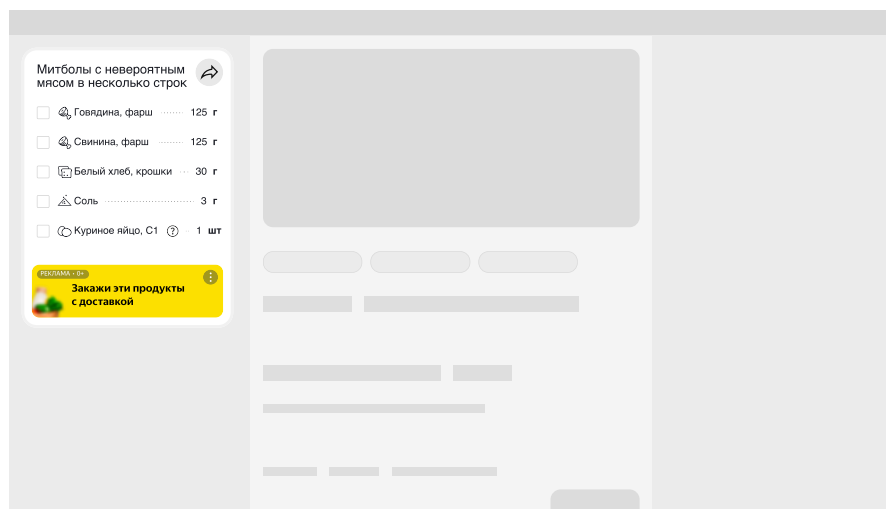 Митболы с невероятным
мясом в несколько строк
Говядина, фарш 125 г
Свинина, фарш 125 г
Белый хлеб, крошки 30 г
Соль 3 г
Куриное яйцо, С1 ? 1 шт
РЕКЛАМА • 0+
Закажи эти продукты
с доставкой